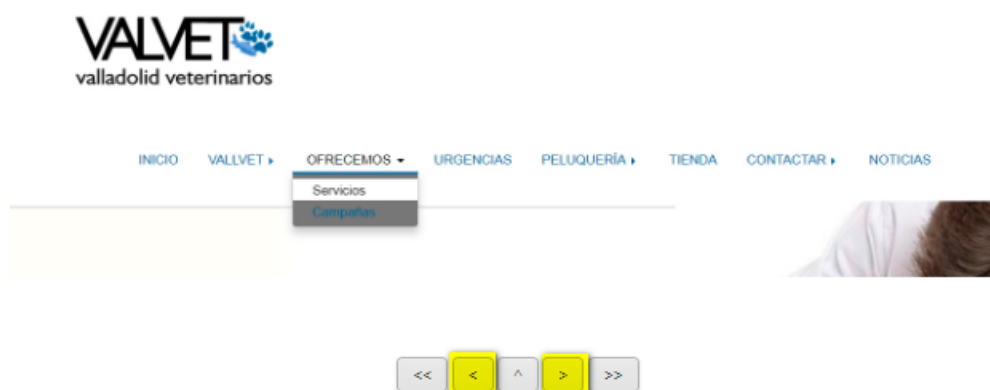 VALVET
valladolid veterinarios
INICIO VALLVET OFRECEMOS URGENCIAS PELUQUERÍA TIENDA CONTACTAR NOTICIAS
Servicios
Campañas
<< < ^ > >>